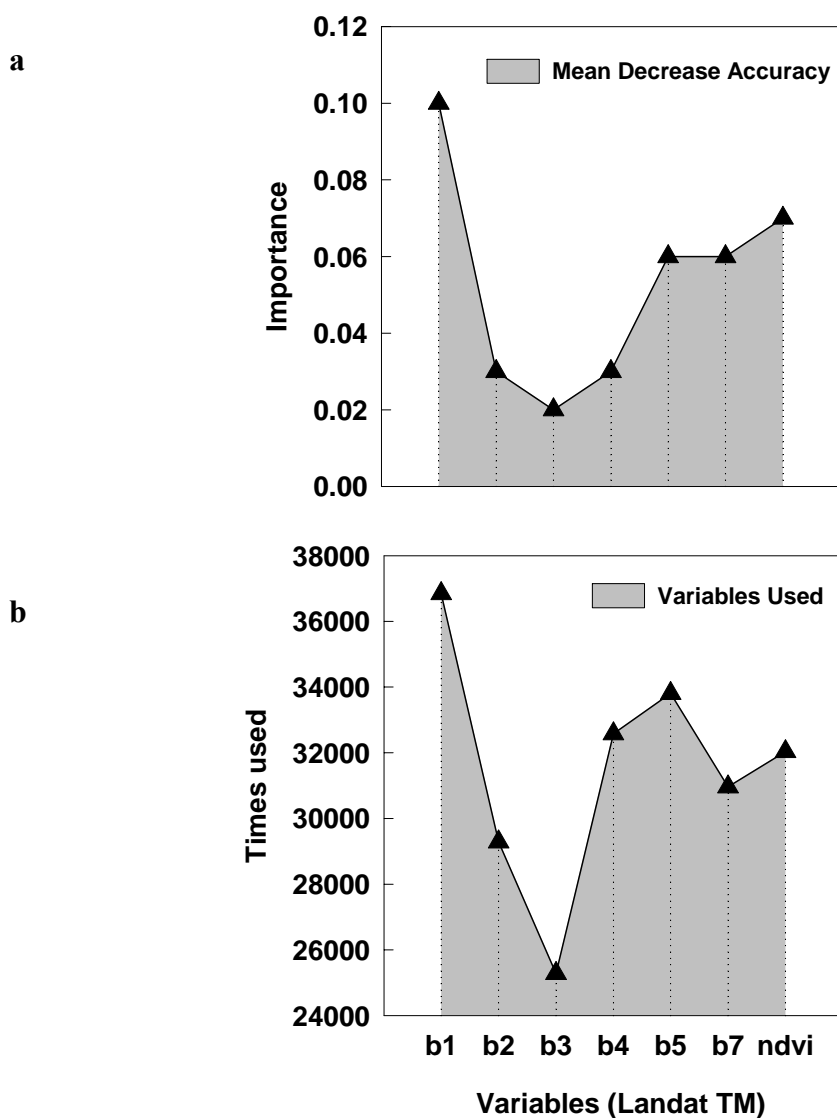 a
0.12
Mean Decrease Accuracy
0.10
0.08
0.06
0.04
0.02
0.00
Importance
b
38000
Variables Used
36000
34000
32000
30000
28000
26000
24000
Times used
b1 b2 b3 b4 b5 b7 ndvi
Variables (Landat TM)